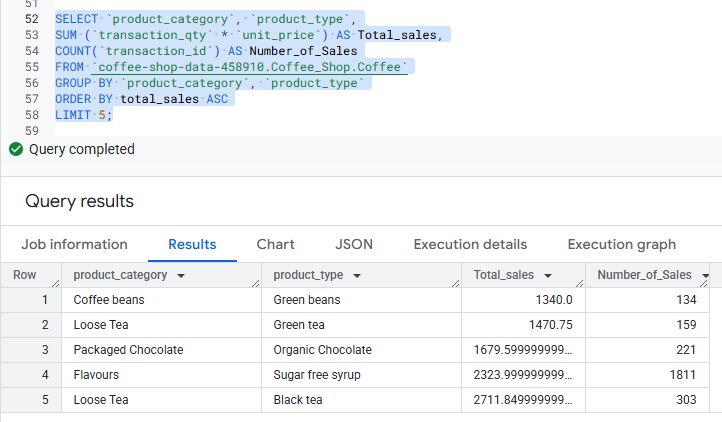 51
52 SELECT `product_category`, `product_type`,
53 SUM (`transaction_qty` * `unit_price`) AS Total_sales,
54 COUNT(`transaction_id`) AS Number_of_Sales
55 FROM `coffee-shop-data-458910.Coffee_Shop.Coffee`
56 GROUP BY `product_category`, `product_type`
57 ORDER BY total_sales ASC
58 LIMIT 5;
59
Query completed
Query results
Job information Results Chart JSON Execution details Execution graph
Row product_category product_type Total_sales Number_of_Sales
1 Coffee beans Green beans 1340.0 134
2 Loose Tea Green tea 1470.75 159
3 Packaged Chocolate Organic Chocolate 1679.599999999... 221
4 Flavours Sugar free syrup 2323.999999999... 1811
5 Loose Tea Black tea 2711.849999999... 303